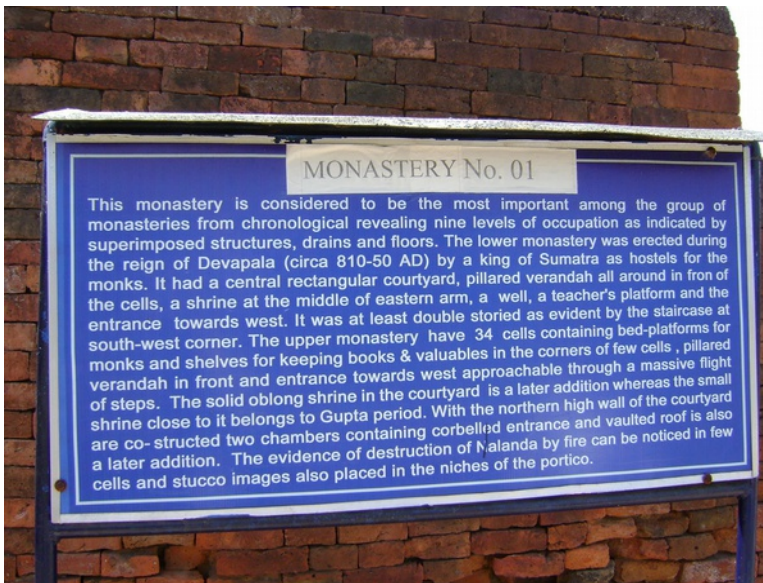 MONASTERY No. 01
This monastery is considered to be the most important among the group of
monasteries from chronological revealing nine levels of occupation as indicated by
superimposed structures, drains and floors. The lower monastery was erected during
the reign of Devapala (circa 810-50 AD) by a king of Sumatra as hostels for the
monks. It had a central rectangular courtyard, pillared verandah all around in fron of
the cells, a shrine at the middle of eastern arm, a well, a teacher's platform and the
entrance towards west. It was at least double storied as evident by the staircase at
south-west corner. The upper monastery have 34 cells containing bed-platforms for
monks and shelves for keeping books & valuables in the corners of few cells , pillared
verandah in front and entrance towards west approachable through a massive flight
of steps. The solid oblong shrine in the courtyard is a later addition whereas the small
shrine close to it belongs to Gupta period. With the northern high wall of the courtyard
are co-structed two chambers containing corbelled entrance and vaulted roof is also
a later addition. The evidence of destruction of Nalanda by fire can be noticed in few
cells and stucco images also placed in the niches of the portico.